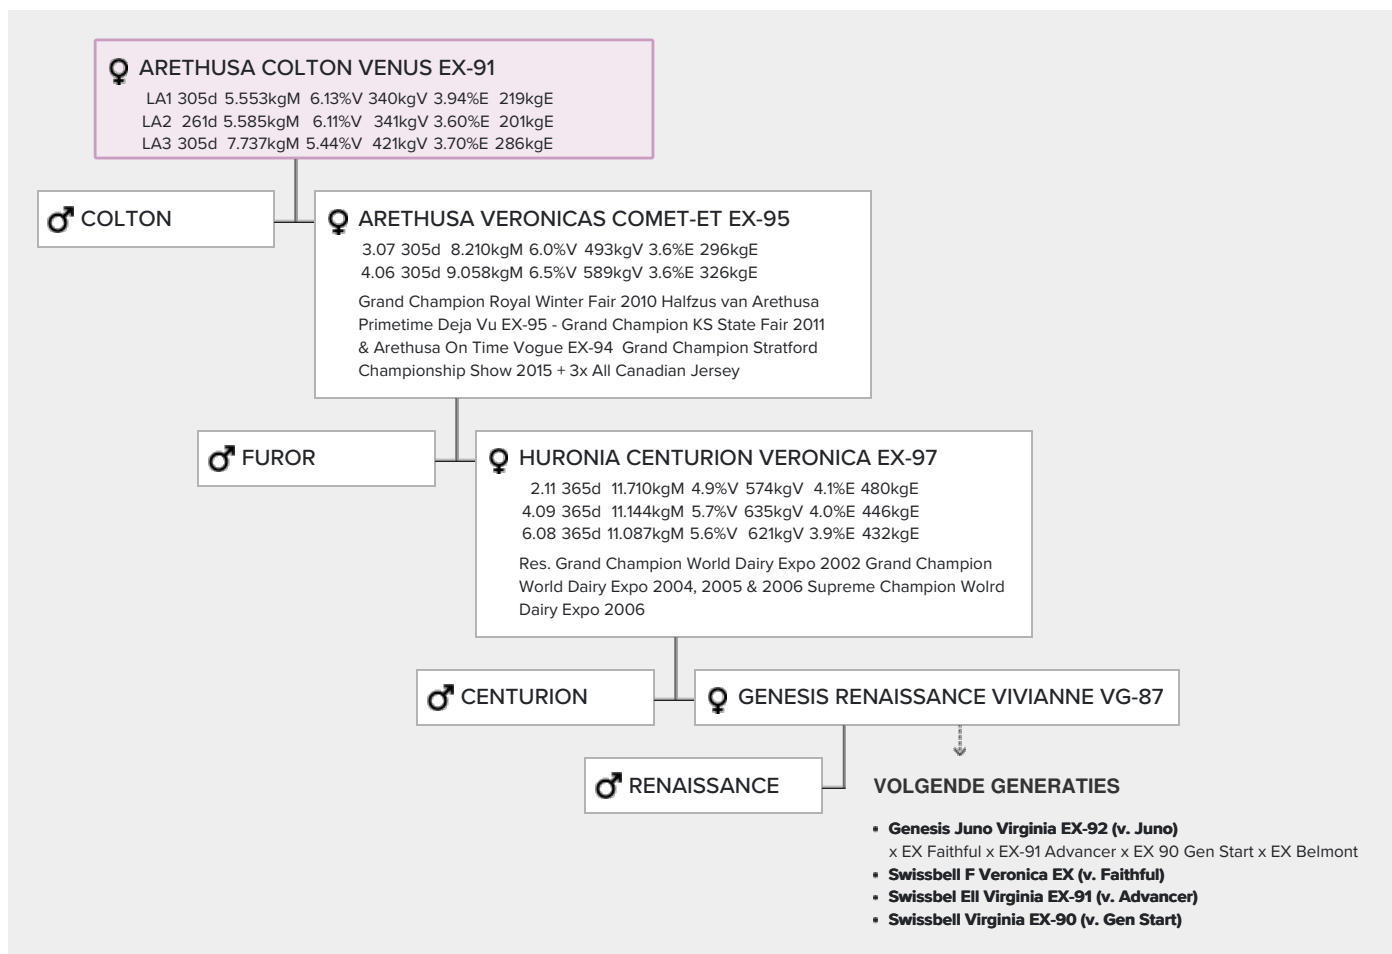 ARETHUSA COLTON VENUS EX-91
LA1 305d 5.553kgM 6.13%V 340kgV 3.94%E 219kgE
LA2 261d 5.585kgM 6.11%V 341kgV 3.60%E 201kgE
LA3 305d 7.737kgM 5.44%V 421kgV 3.70%E 286kgE
COLTON
ARETHUSA VERONICAS COMET-ET EX-95
3.07 305d 8.210kgM 6.0%V 493kgV 3.6%E 296kgE
4.06 305d 9.058kgM 6.5%V 589kgV 3.6%E 326kgE
Grand Champion Royal Winter Fair 2010 Halfzus van Arethusa
Primetime Deja Vu EX-95 - Grand Champion KS State Fair 2011
& Arethusa On Time Vogue EX-94 Grand Champion Stratford
Championship Show 2015 + 3x All Canadian Jersey
FUROR
HURONIA CENTURION VERONICA EX-97
2.11 365d 11.710kgM 4.9%V 574kgV 4.1%E 480kgE
4.09 365d 11.144kgM 5.7%V 635kgV 4.0%E 446kgE
6.08 365d 11.087kgM 5.6%V 621kgV 3.9%E 432kgE
Res. Grand Champion World Dairy Expo 2002 Grand Champion
World Dairy Expo 2004, 2005 & 2006 Supreme Champion Wolrd
Dairy Expo 2006
CENTURION
GENESIS RENAISSANCE VIVIANNE VG-87
RENAISSANCE
VOLGENDE GENERATIES
• Genesis Juno Virginia EX-92 (v. Juno)
x EX Faithful x EX-91 Advancer x EX 90 Gen Start x EX Belmont
• Swissbell F Veronica EX (v. Faithful)
• Swissbel Ell Virginia EX-91 (v. Advancer)
• Swissbell Virginia EX-90 (v. Gen Start)